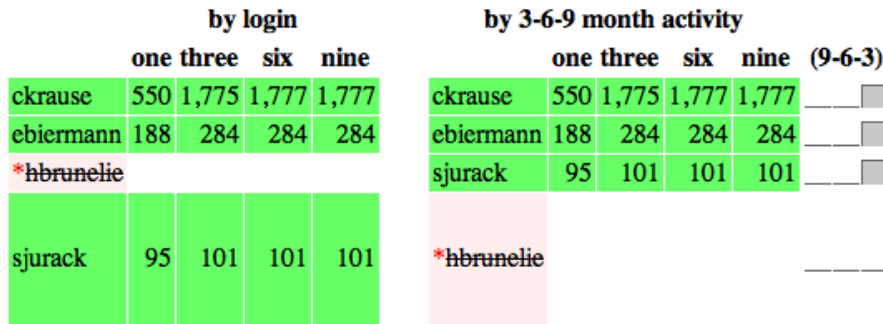 by login by 3-6-9 month activity
one three six nine one three six nine (9-6-3)
ckrause 550 1,775 1,777 1,777 ckrause 550 1,775 1,777 1,777
ebiermann 188 284 284 284 ebiermann 188 284 284 284
*hbrunelie sjurack 95 101 101 101
sjurack 95 101 101 101 *hbrunelie